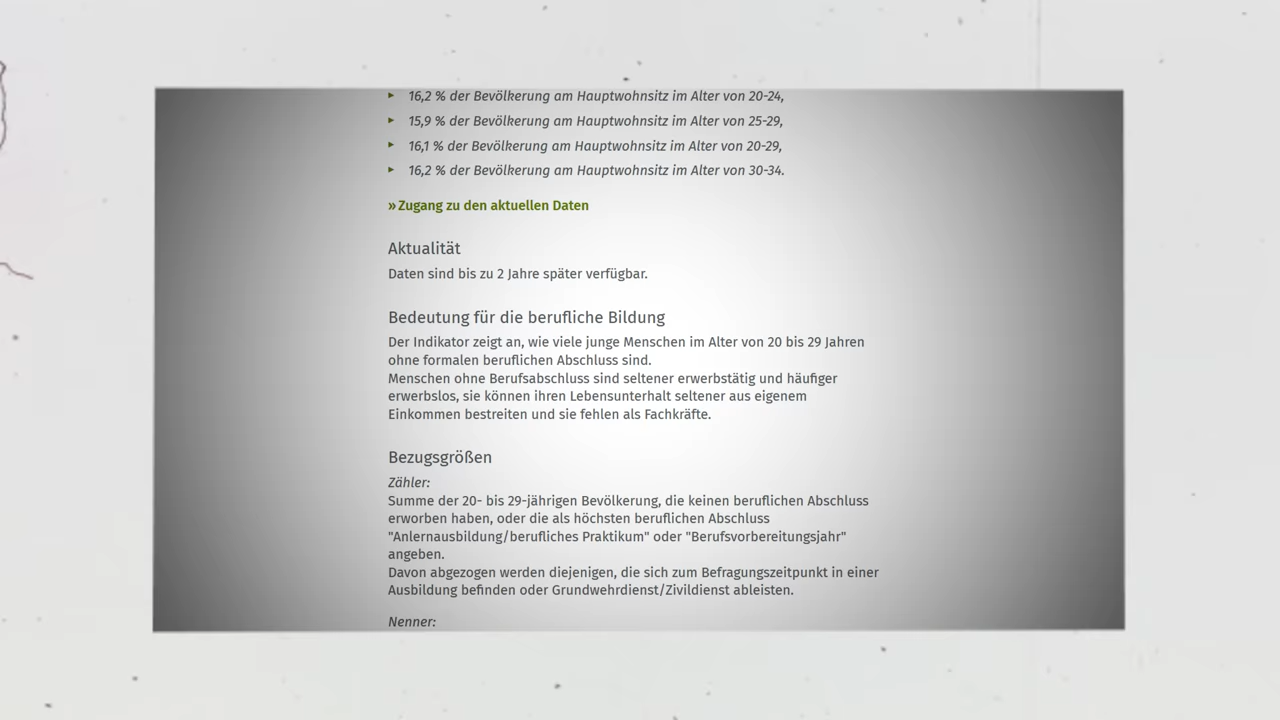 ▸ 16,2 % der Bevölkerung am Hauptwohnsitz im Alter von 20-24,
▸ 15,9 % der Bevölkerung am Hauptwohnsitz im Alter von 25-29,
▸ 16,1 % der Bevölkerung am Hauptwohnsitz im Alter von 20-29,
▸ 16,2 % der Bevölkerung am Hauptwohnsitz im Alter von 30-34.
» Zugang zu den aktuellen Daten
Aktualität
Daten sind bis zu 2 Jahre später verfügbar.
Bedeutung für die berufliche Bildung
Der Indikator zeigt an, wie viele junge Menschen im Alter von 20 bis 29 Jahren
ohne formalen beruflichen Abschluss sind.
Menschen ohne Berufsabschluss sind seltener erwerbstätig und häufiger
erwerbslos, sie können ihren Lebensunterhalt seltener aus eigenem
Einkommen bestreiten und sie fehlen als Fachkräfte.
Bezugsgrößen
Zähler:
Summe der 20- bis 29-jährigen Bevölkerung, die keinen beruflichen Abschluss
erworben haben, oder die als höchsten beruflichen Abschluss
"Anlernausbildung/berufliches Praktikum" oder "Berufsvorbereitungsjahr"
angeben.
Davon abgezogen werden diejenigen, die sich zum Befragungszeitpunkt in einer
Ausbildung befinden oder Grundwehrdienst/Zivildienst ableisten.
Nenner: